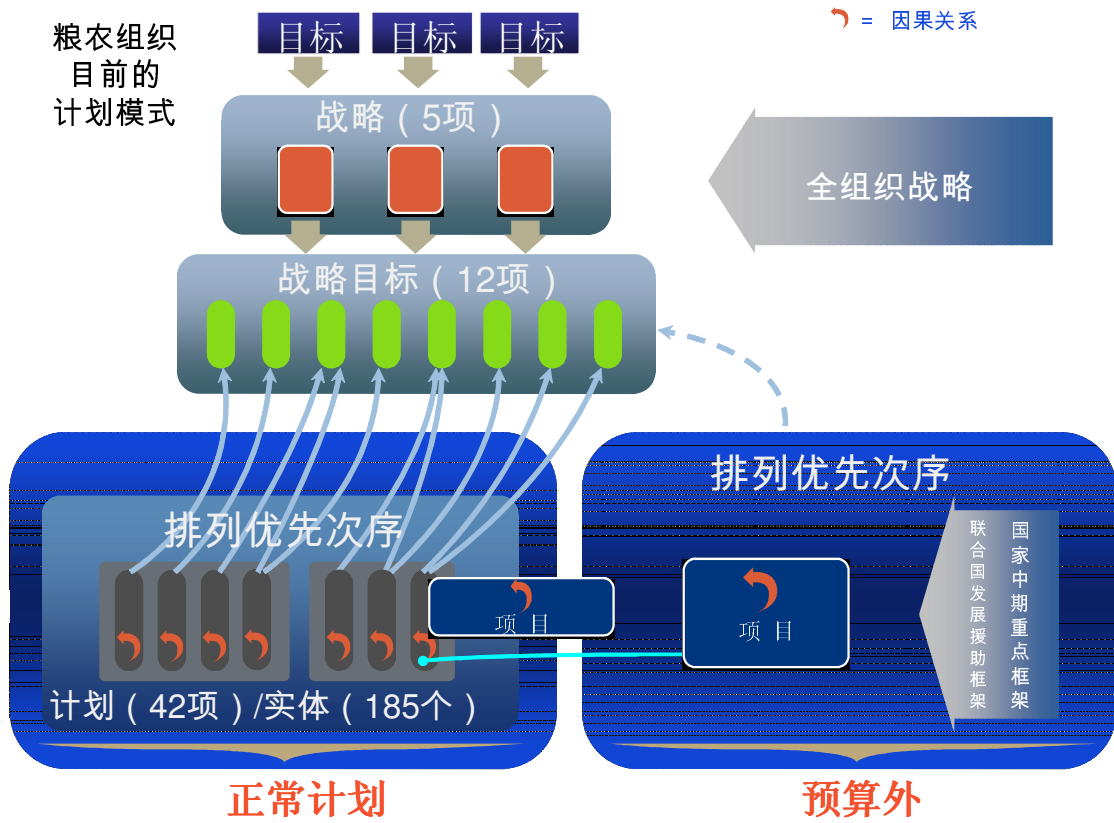 粮农组织
目前的
计划模式
目标
目标
目标
= 因果关系
战略（5项）
全组织战略
战略目标（12项）
排列优先次序
排列优先次序
项 目
项 目
国家中期重点框架
联合国发展援助框架
计划（42项）/实体（185个）
正常计划
预算外